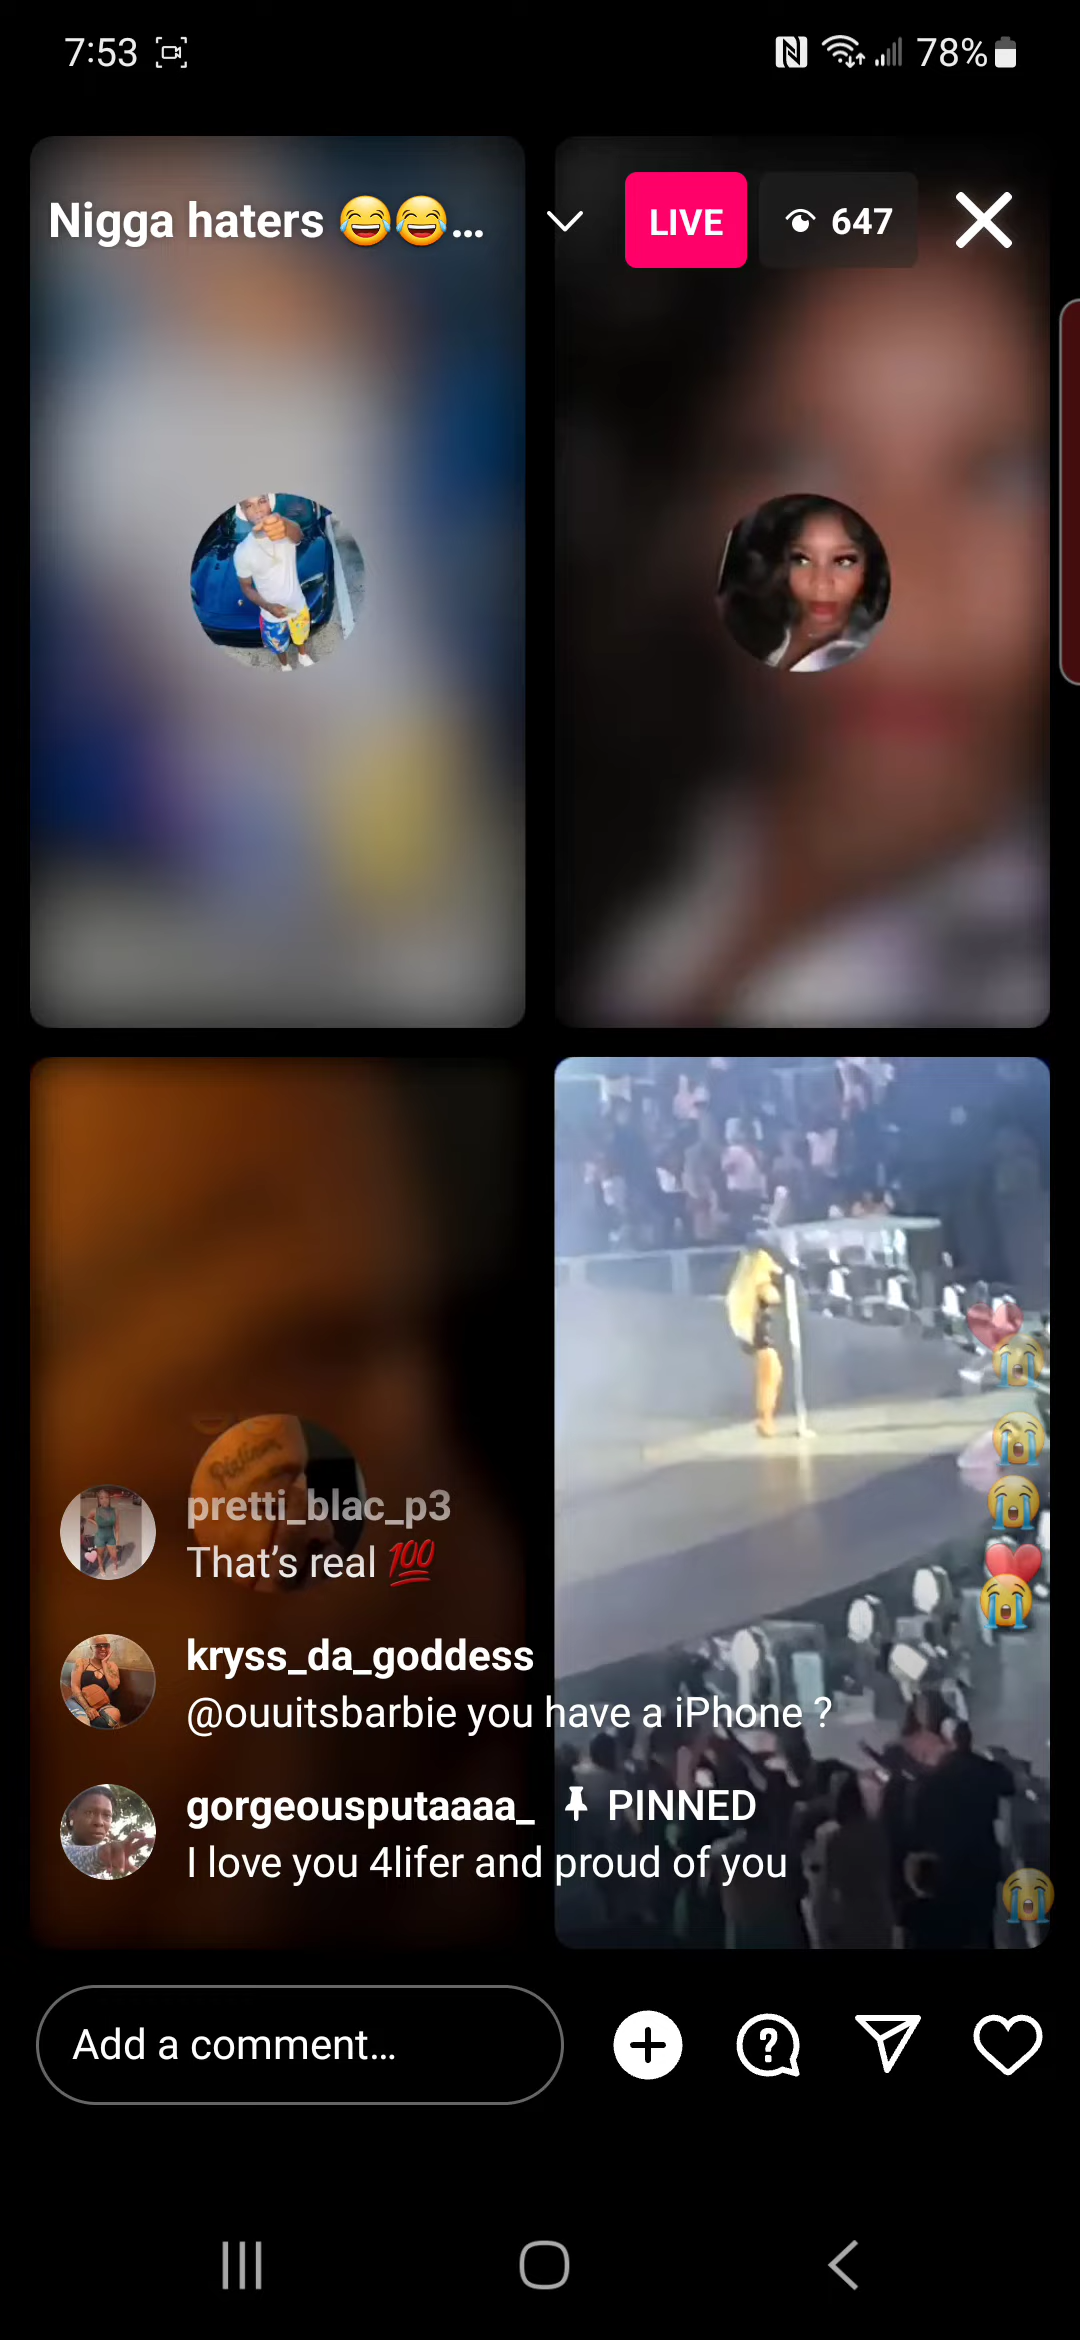 7:53 78%
Nigga haters 😂😂... LIVE 647
Platinum
pretti_blac_p3
That's real 💯
kryss_da_goddess
@ouuitsbarbie you have a iPhone ?
gorgeousputaaaa_ PINNED
I love you 4lifer and proud of you
Add a comment...